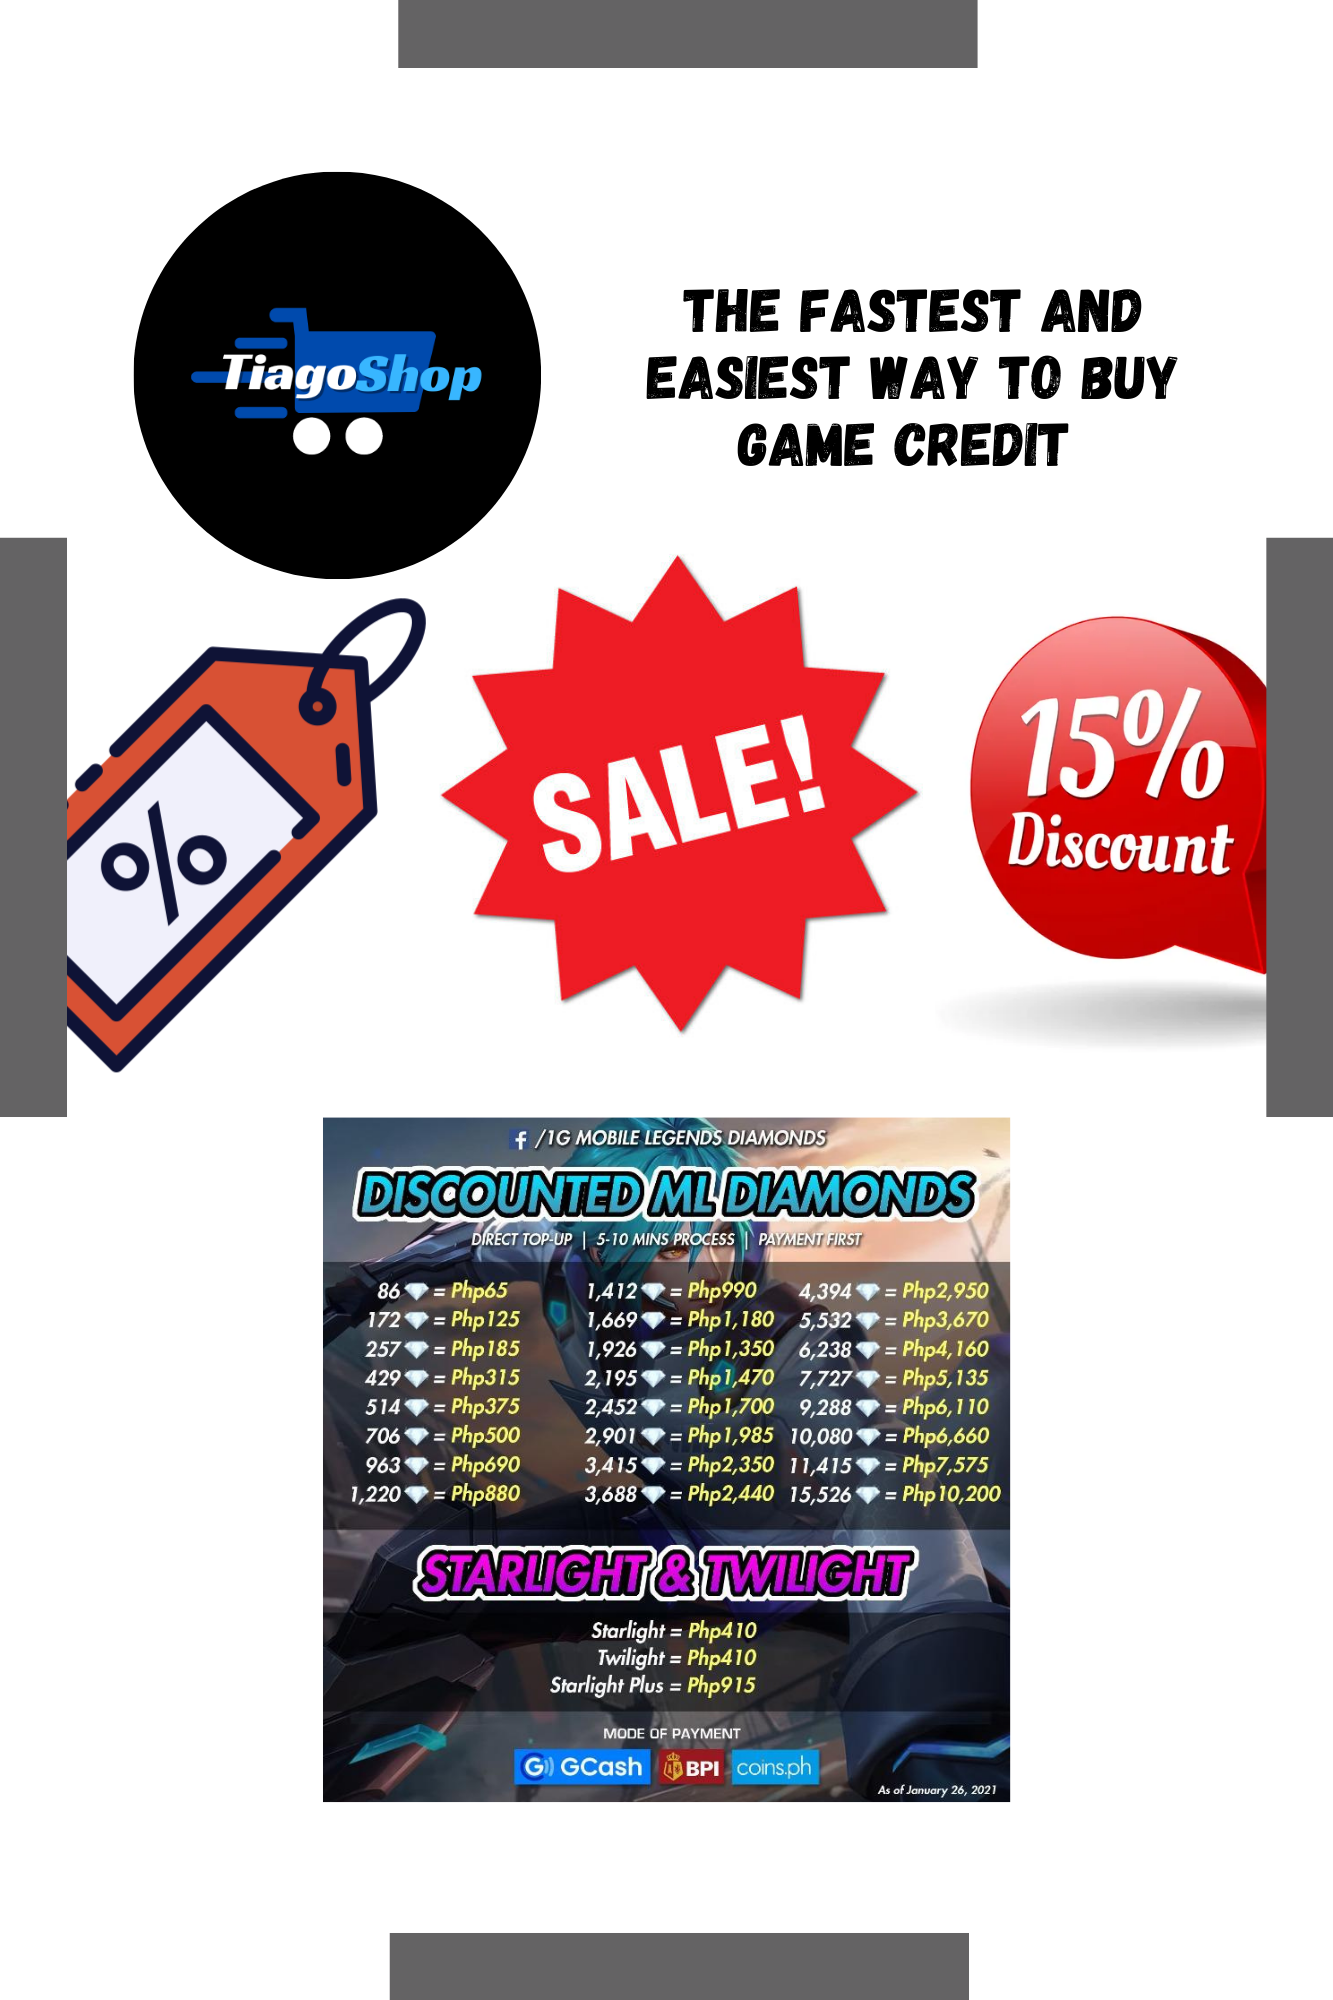 TiagoShop
THE FASTEST AND
EASIEST WAY TO BUY
GAME CREDIT
%
SALE!
15%
Discount
f /1G MOBILE LEGENDS DIAMONDS
DISCOUNTED ML DIAMONDS
DIRECT TOP-UP | 5-10 MINS PROCESS | PAYMENT FIRST
86 = Php65
172 = Php125
257 = Php185
429 = Php315
514 = Php375
706 = Php500
963 = Php690
1,220 = Php880
1,412 = Php990
1,669 = Php1,180
1,926 = Php1,350
2,195 = Php1,470
2,452 = Php1,700
2,901 = Php1,985
3,415 = Php2,350
3,688 = Php2,440
4,394 = Php2,950
5,532 = Php3,670
6,238 = Php4,160
7,727 = Php5,135
9,288 = Php6,110
10,080 = Php6,660
11,415 = Php7,575
15,526 = Php10,200
STARLIGHT & TWILIGHT
Starlight = Php410
Twilight = Php410
Starlight Plus = Php915
MODE OF PAYMENT
G GCash BPI coins.ph
As of January 26, 2021